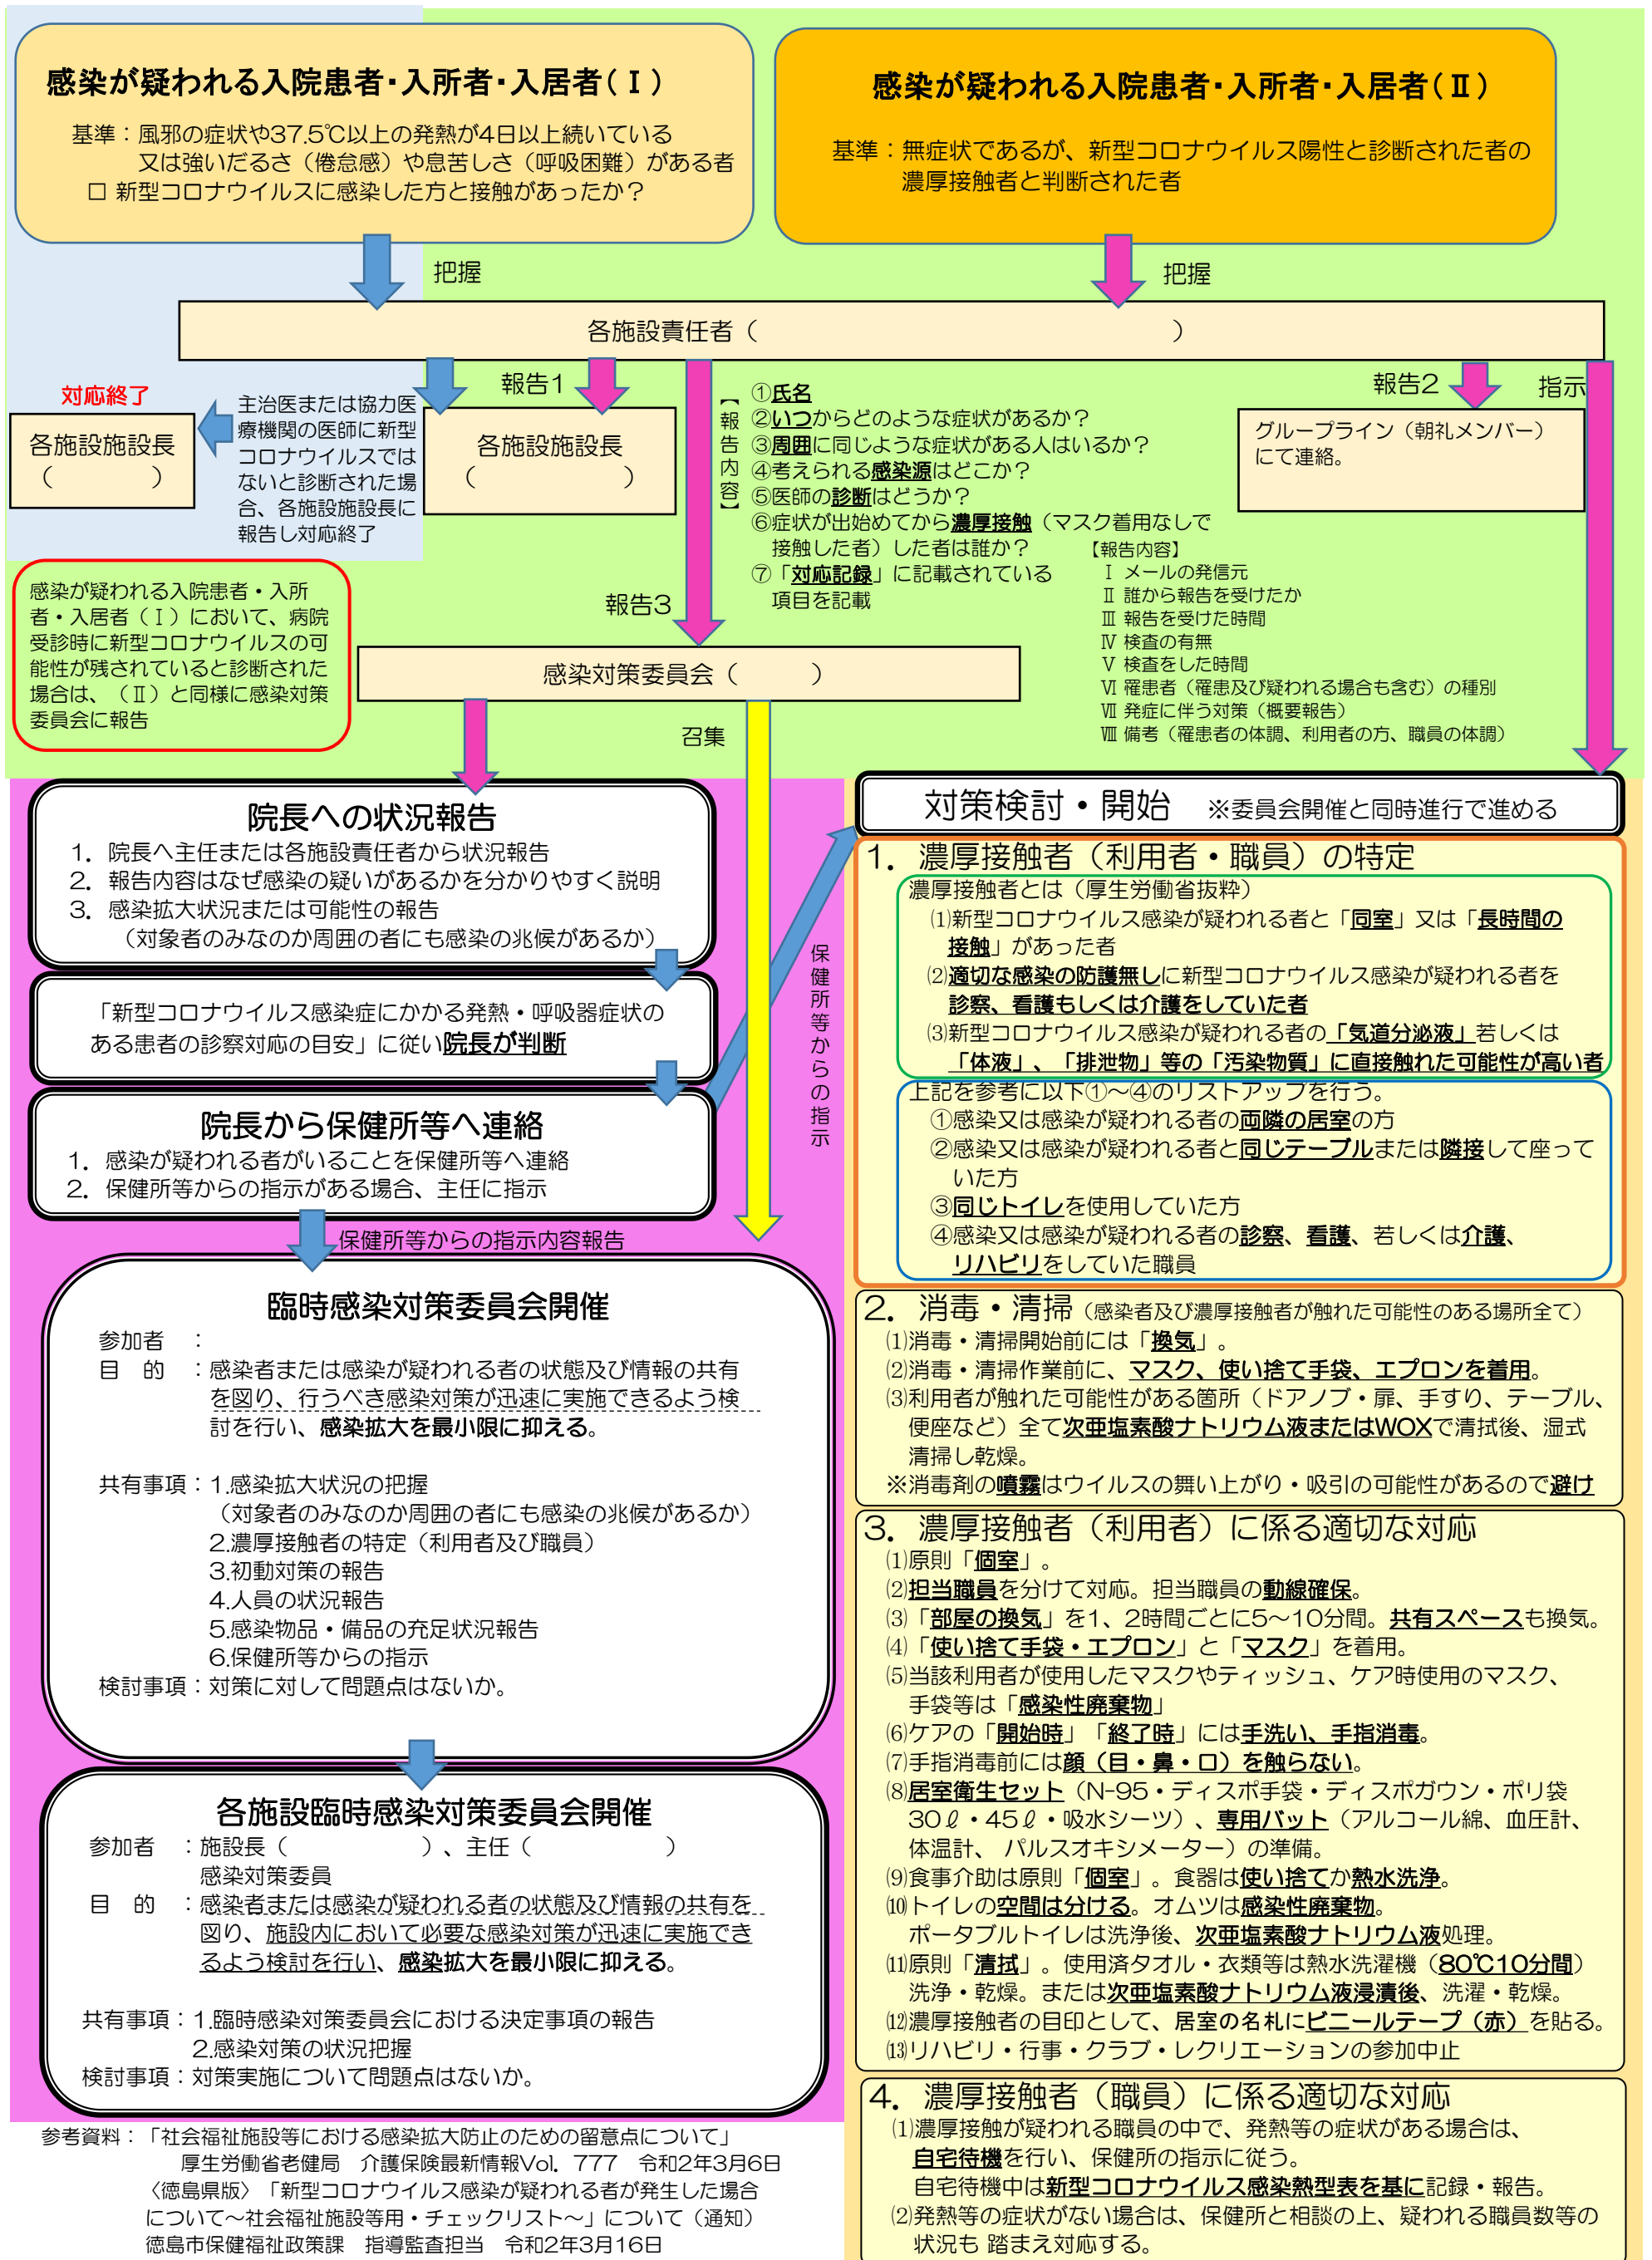 感染が疑われる入院患者・入所者・入居者(Ⅰ)
基準：風邪の症状や37.5℃以上の発熱が4日以上続いている
又は強いだるさ（倦怠感）や息苦しさ（呼吸困難）がある者
□ 新型コロナウイルスに感染した方と接触があったか？
感染が疑われる入院患者・入所者・入居者(Ⅱ)
基準：無症状であるが、新型コロナウイルス陽性と診断された者の
濃厚接触者と判断された者
把握
把握
各施設責任者（　　　　　）
対応終了
各施設施設長
（　　　）
主治医または協力医
療機関の医師に新型
コロナウイルスでは
ないと診断された場
合、各施設施設長に
報告し対応終了
報告1
各施設施設長
（　　　）
【報告内容】
①氏名
②いつからどのような症状があるか？
③周囲に同じような症状がある人はいるか？
④考えられる感染源はどこか？
⑤医師の診断はどうか？
⑥症状が出始めてから濃厚接触（マスク着用なしで
接触した者）した者は誰か？
⑦「対応記録」に記載されている
項目を記載
報告2
指示
グループライン（朝礼メンバー）
にて連絡。
【報告内容】
Ⅰ メールの発信元
Ⅱ 誰から報告を受けたか
Ⅲ 報告を受けた時間
Ⅳ 検査の有無
Ⅴ 検査をした時間
Ⅵ 罹患者（罹患及び疑われる場合も含む）の種別
Ⅶ 発症に伴う対策（概要報告）
Ⅷ 備考（罹患者の体調、利用者の方、職員の体調）
感染が疑われる入院患者・入所
者・入居者（Ⅰ）において、病院
受診時に新型コロナウイルスの可
能性が残されていると診断された
場合は、（Ⅱ）と同様に感染対策
委員会に報告
報告3
感染対策委員会（　　　）
召集
院長への状況報告
1．院長へ主任または各施設責任者から状況報告
2．報告内容はなぜ感染の疑いがあるかを分かりやすく説明
3．感染拡大状況または可能性の報告
（対象者のみなのか周囲の者にも感染の兆候があるか）
「新型コロナウイルス感染症にかかる発熱・呼吸器症状の
ある患者の診察対応の目安」に従い院長が判断
院長から保健所等へ連絡
1．感染が疑われる者がいることを保健所等へ連絡
2．保健所等からの指示がある場合、主任に指示
保健所等からの指示
保健所等からの指示内容報告
臨時感染対策委員会開催
参加者　：
目　的　：感染者または感染が疑われる者の状態及び情報の共有
を図り、行うべき感染対策が迅速に実施できるよう検
討を行い、感染拡大を最小限に抑える。
共有事項：1.感染拡大状況の把握
（対象者のみなのか周囲の者にも感染の兆候があるか）
2.濃厚接触者の特定（利用者及び職員）
3.初動対策の報告
4.人員の状況報告
5.感染物品・備品の充足状況報告
6.保健所等からの指示
検討事項：対策に対して問題点はないか。
各施設臨時感染対策委員会開催
参加者　：施設長（　　　　　）、主任（　　　　　）
感染対策委員
目　的　：感染者または感染が疑われる者の状態及び情報の共有を
図り、施設内において必要な感染対策が迅速に実施でき
るよう検討を行い、感染拡大を最小限に抑える。
共有事項：1.臨時感染対策委員会における決定事項の報告
2.感染対策の状況把握
検討事項：対策実施について問題点はないか。
参考資料：「社会福祉施設等における感染拡大防止のための留意点について」
厚生労働省老健局　介護保険最新情報Vol．777　令和2年3月6日
〈徳島県版〉「新型コロナウイルス感染が疑われる者が発生した場合
について～社会福祉施設等用・チェックリスト～」について（通知）
徳島市保健福祉政策課　指導監査担当　令和2年3月16日
対策検討・開始　※委員会開催と同時進行で進める
1．濃厚接触者（利用者・職員）の特定
濃厚接触者とは（厚生労働省抜粋）
⑴新型コロナウイルス感染が疑われる者と「同室」又は「長時間の
接触」があった者
⑵適切な感染の防護無しに新型コロナウイルス感染が疑われる者を
診察、看護もしくは介護をしていた者
⑶新型コロナウイルス感染が疑われる者の「気道分泌液」若しくは
「体液」、「排泄物」等の「汚染物質」に直接触れた可能性が高い者
上記を参考に以下①～④のリストアップを行う。
①感染又は感染が疑われる者の両隣の居室の方
②感染又は感染が疑われる者と同じテーブルまたは隣接して座って
いた方
③同じトイレを使用していた方
④感染又は感染が疑われる者の診察、看護、若しくは介護、
リハビリをしていた職員
2．消毒・清掃（感染者及び濃厚接触者が触れた可能性のある場所全て）
⑴消毒・清掃開始前には「換気」。
⑵消毒・清掃作業前に、マスク、使い捨て手袋、エプロンを着用。
⑶利用者が触れた可能性がある箇所（ドアノブ・扉、手すり、テーブル、
便座など）全て次亜塩素酸ナトリウム液またはWOXで清拭後、湿式
清掃し乾燥。
※消毒剤の噴霧はウイルスの舞い上がり・吸引の可能性があるので避け
3．濃厚接触者（利用者）に係る適切な対応
⑴原則「個室」。
⑵担当職員を分けて対応。担当職員の動線確保。
⑶「部屋の換気」を1、2時間ごとに5～10分間。共有スペースも換気。
⑷「使い捨て手袋・エプロン」と「マスク」を着用。
⑸当該利用者が使用したマスクやティッシュ、ケア時使用のマスク、
手袋等は「感染性廃棄物」
⑹ケアの「開始時」「終了時」には手洗い、手指消毒。
⑺手指消毒前には顔（目・鼻・口）を触らない。
⑻居室衛生セット（N-95・ディスポ手袋・ディスポガウン・ポリ袋
30ℓ・45ℓ・吸水シーツ）、専用バット（アルコール綿、血圧計、
体温計、パルスオキシメーター）の準備。
⑼食事介助は原則「個室」。食器は使い捨てか熱水洗浄。
⑽トイレの空間は分ける。オムツは感染性廃棄物。
ポータブルトイレは洗浄後、次亜塩素酸ナトリウム液処理。
⑾原則「清拭」。使用済タオル・衣類等は熱水洗濯機（80℃10分間）
洗浄・乾燥。または次亜塩素酸ナトリウム液浸漬後、洗濯・乾燥。
⑿濃厚接触者の目印として、居室の名札にビニールテープ（赤）を貼る。
⒀リハビリ・行事・クラブ・レクリエーションの参加中止
4．濃厚接触者（職員）に係る適切な対応
⑴濃厚接触が疑われる職員の中で、発熱等の症状がある場合は、
自宅待機を行い、保健所の指示に従う。
自宅待機中は新型コロナウイルス感染熱型表を基に記録・報告。
⑵発熱等の症状がない場合は、保健所と相談の上、疑われる職員数等の
状況も 踏まえ対応する。